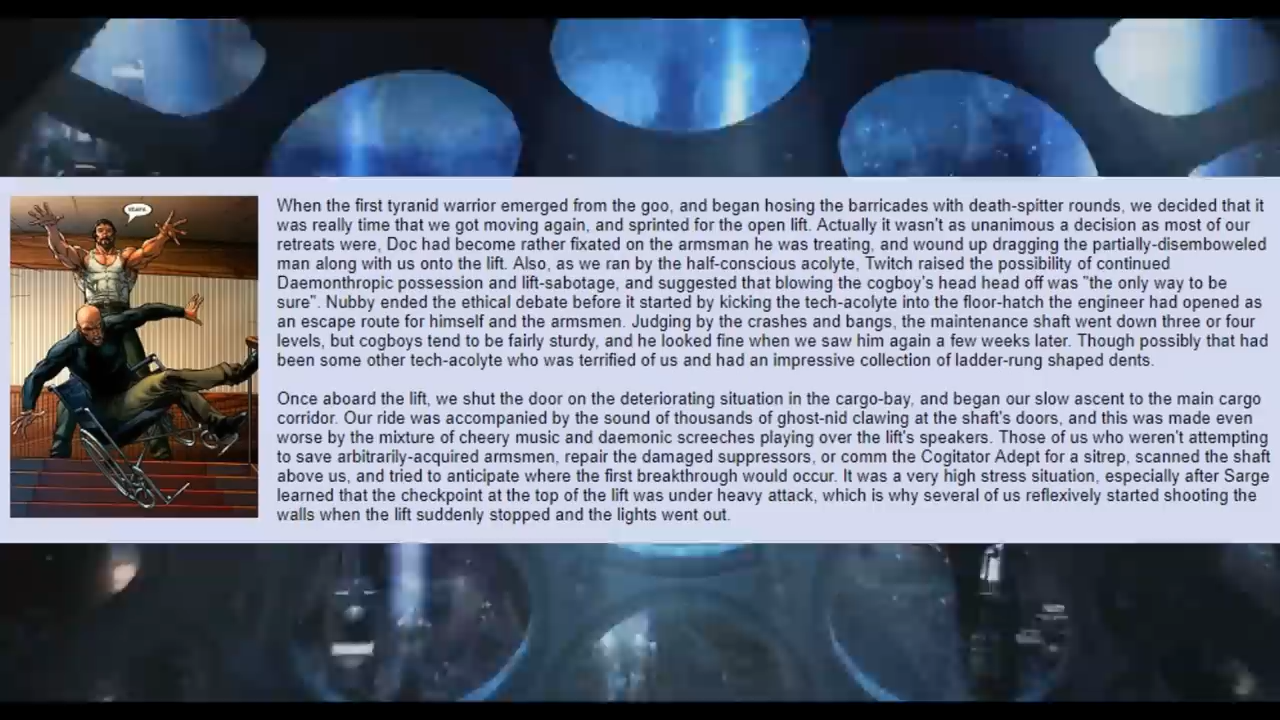 When the first tyranid warrior emerged from the goo, and began hosing the barricades with death-spitter rounds, we decided that it
was really time that we got moving again, and sprinted for the open lift. Actually it wasn't as unanimous a decision as most of our
retreats were, Doc had become rather fixated on the armsman he was treating, and wound up dragging the partially-disemboweled
man along with us onto the lift. Also, as we ran by the half-conscious acolyte, Twitch raised the possibility of continued
Daemonthropic possession and lift-sabotage, and suggested that blowing the cogboy's head head off was "the only way to be
sure". Nubby ended the ethical debate before it started by kicking the tech-acolyte into the floor-hatch the engineer had opened as
an escape route for himself and the armsmen. Judging by the crashes and bangs, the maintenance shaft went down three or four
levels, but cogboys tend to be fairly sturdy, and he looked fine when we saw him again a few weeks later. Though possibly that had
been some other tech-acolyte who was terrified of us and had an impressive collection of ladder-rung shaped dents.
Once aboard the lift, we shut the door on the deteriorating situation in the cargo-bay, and began our slow ascent to the main cargo
corridor. Our ride was accompanied by the sound of thousands of ghost-nid clawing at the shaft's doors, and this was made even
worse by the mixture of cheery music and daemonic screeches playing over the lift's speakers. Those of us who weren't attempting
to save arbitrarily-acquired armsmen, repair the damaged suppressors, or comm the Cogitator Adept for a sitrep, scanned the shaft
above us, and tried to anticipate where the first breakthrough would occur. It was a very high stress situation, especially after Sarge
learned that the checkpoint at the top of the lift was under heavy attack, which is why several of us reflexively started shooting the
walls when the lift suddenly stopped and the lights went out.